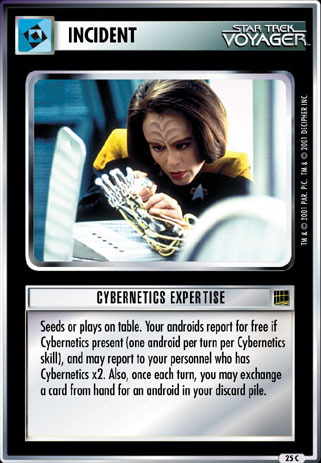 INCIDENT
STAR TREK
VOYAGER™
TM & © 2001 PAR. PIC. TM & © 2001 DECIPHER INC.
CYBERNETICS EXPERTISE
Seeds or plays on table. Your androids report for free if
Cybernetics present (one android per turn per Cybernetics
skill), and may report to your personnel who has
Cybernetics x2. Also, once each turn, you may exchange
a card from hand for an android in your discard pile.
25 C